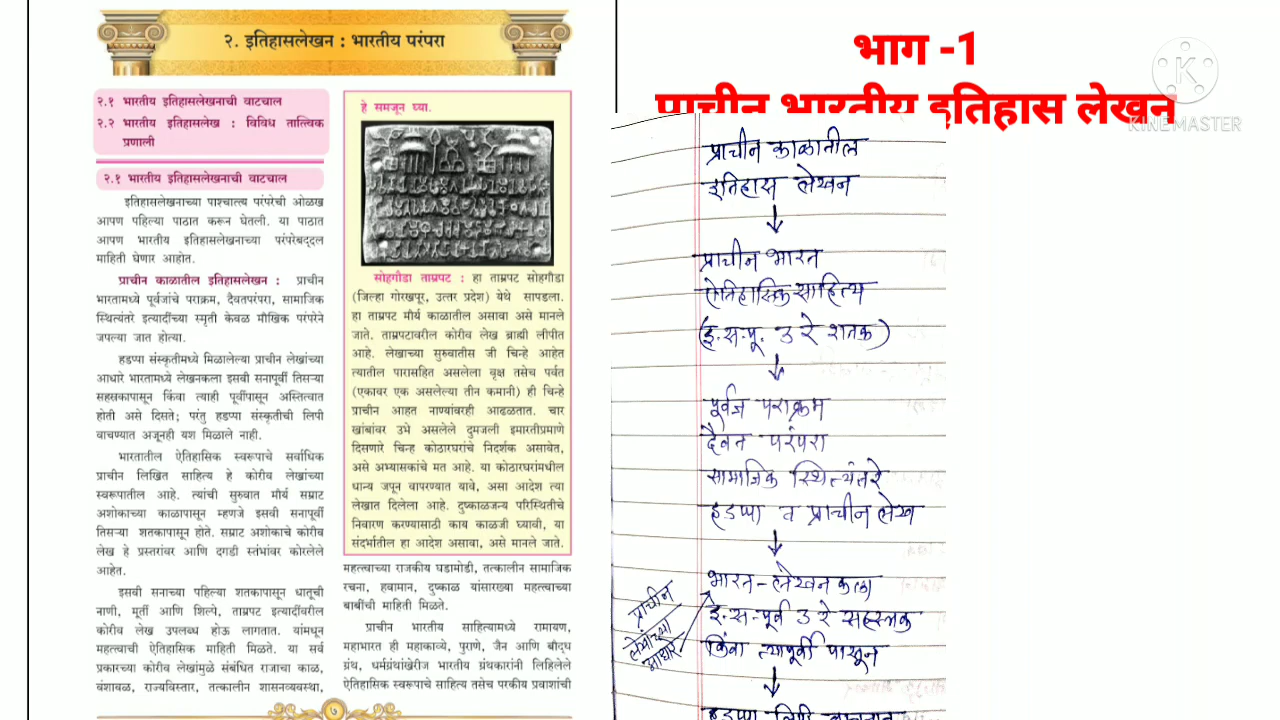 २. इतिहासलेखन : भारतीय परंपरा
२.१ भारतीय इतिहासलेखनाची वाटचाल
२.२ भारतीय इतिहासलेख : विविध तात्त्विक
प्रणाली
२.१ भारतीय इतिहासलेखनाची वाटचाल
इतिहासलेखनाच्या पाश्चात्त्य परंपरेची ओळख
आपण पहिल्या पाठात करून घेतली. या पाठात
आपण भारतीय इतिहासलेखनाच्या परंपरेबद्दल
माहिती घेणार आहोत.
प्राचीन काळातील इतिहासलेखन : प्राचीन
भारतामध्ये पूर्वजांचे पराक्रम, दैवतपरंपरा, सामाजिक
स्थित्यंतरे इत्यादींच्या स्मृती केवळ मौखिक परंपरेने
जपल्या जात होत्या.
हडप्पा संस्कृतीमध्ये मिळालेल्या प्राचीन लेखांच्या
आधारे भारतामध्ये लेखनकला इसवी सनापूर्वी तिसऱ्या
सहस्रकापासून किंवा त्याही पूर्वीपासून अस्तित्वात
होती असे दिसते; परंतु हडप्पा संस्कृतीची लिपी
वाचण्यात अजूनही यश मिळाले नाही.
भारतातील ऐतिहासिक स्वरूपाचे सर्वाधिक
प्राचीन लिखित साहित्य हे कोरीव लेखांच्या
स्वरूपातील आहे. त्यांची सुरुवात मौर्य सम्राट
अशोकाच्या काळापासून म्हणजे इसवी सनापूर्वी
तिसऱ्या शतकापासून होते. सम्राट अशोकाचे कोरीव
लेख हे प्रस्तरांवर आणि दगडी स्तंभांवर कोरलेले
आहेत.
इसवी सनाच्या पहिल्या शतकापासून धातूची
नाणी, मूर्ती आणि शिल्पे, ताम्रपट इत्यादींवरील
कोरीव लेख उपलब्ध होऊ लागतात. यांमधून
महत्त्वाची ऐतिहासिक माहिती मिळते. या सर्व
प्रकारच्या कोरीव लेखांमुळे संबंधित राजाचा काळ,
वंशावळ, राज्यविस्तार, तत्कालीन शासनव्यवस्था,
हे समजून घ्या.
सोहगौडा ताम्रपट : हा ताम्रपट सोहगौडा
(जिल्हा गोरखपूर, उत्तर प्रदेश) येथे सापडला.
हा ताम्रपट मौर्य काळातील असावा असे मानले
जाते. ताम्रपटावरील कोरीव लेख ब्राह्मी लीपीत
आहे. लेखाच्या सुरुवातीस जी चिन्हे आहेत
त्यातील पारासहित असलेला वृक्ष तसेच पर्वत
(एकावर एक असलेल्या तीन कमानी) ही चिन्हे
प्राचीन आहत नाण्यांवरही आढळतात. चार
खांबांवर उभे असलेले दुमजली इमारतीप्रमाणे
दिसणारे चिन्ह कोठारघरांचे निदर्शक असावेत,
असे अभ्यासकांचे मत आहे. या कोठारघरांमधील
धान्य जपून वापरण्यात यावे, असा आदेश त्या
लेखात दिलेला आहे. दुष्काळजन्य परिस्थितीचे
निवारण करण्यासाठी काय काळजी घ्यावी, या
संदर्भातील हा आदेश असावा, असे मानले जाते.
महत्त्वाच्या राजकीय घडामोडी, तत्कालीन सामाजिक
रचना, हवामान, दुष्काळ यांसारख्या महत्त्वाच्या
बाबींची माहिती मिळते.
प्राचीन भारतीय साहित्यामध्ये रामायण,
महाभारत ही महाकाव्ये, पुराणे, जैन आणि बौद्ध
ग्रंथ, धर्मग्रंथांखेरीज भारतीय ग्रंथकारांनी लिहिलेले
ऐतिहासिक स्वरूपाचे साहित्य तसेच परकीय प्रवाशांची
७
भाग -1
प्राचीन भारतीय इतिहास लेखन
KINEMASTER
प्राचीन काळातील
इतिहास लेखन
प्राचीन भारत
ऐतिहासिक साहित्य
(इ.स.पू. 3 रे शतक)
पूर्वज पराक्रम
दैवत परंपरा
सामाजिक स्थित्यंतरे
हडप्पा व प्राचीन लेख
भारत - लेखन कला
इ.स.पूर्व 3 रे सहस्त्रक
किंवा त्यापूर्वी पासून
प्राचीन
लेखांच्या
आधारे
हडप्पा लिपी